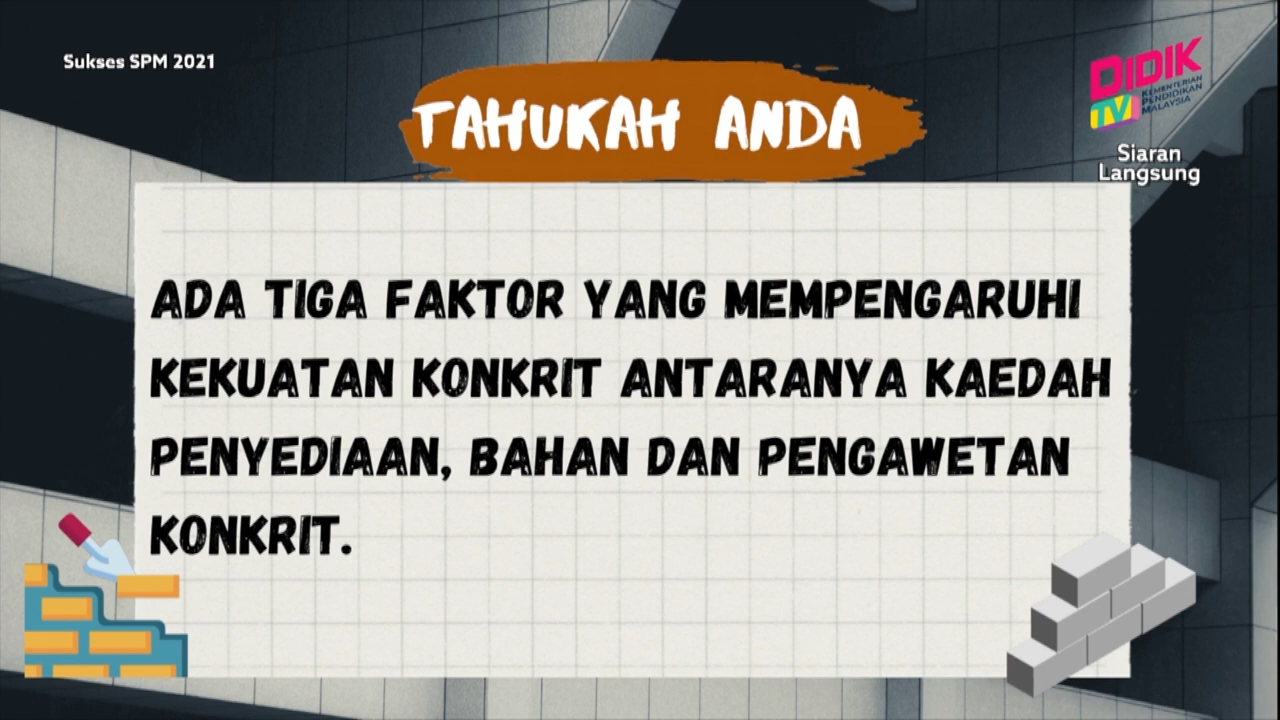 Sukses SPM 2021
DIDIK
TV
KEMENTERIAN
PENDIDIKAN
MALAYSIA
Siaran
Langsung
TAHUKAH ANDA
ADA TIGA FAKTOR YANG MEMPENGARUHI
KEKUATAN KONKRIT ANTARANYA KAEDAH
PENYEDIAAN, BAHAN DAN PENGAWETAN
KONKRIT.